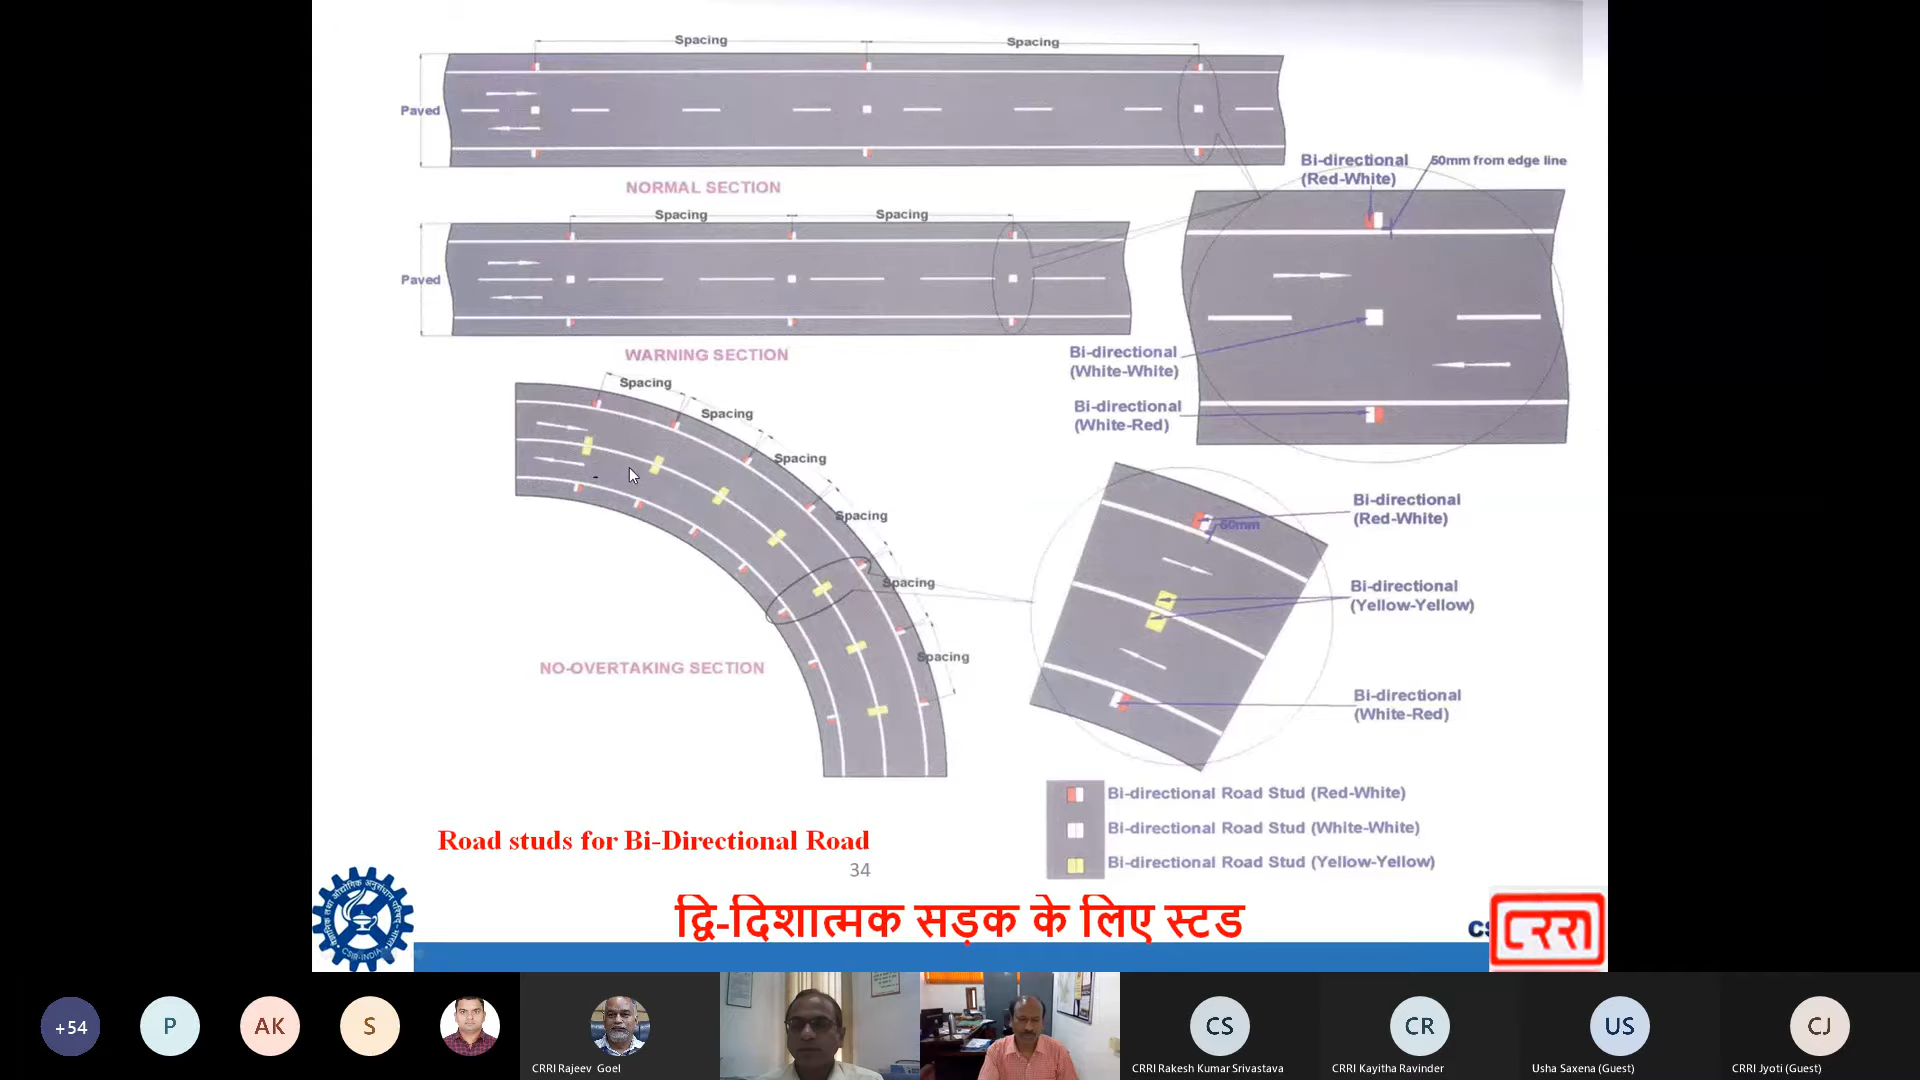 Spacing
Spacing
Paved
NORMAL SECTION
Bi-directional
(Red-White)
50mm from edge line
Spacing
Spacing
Paved
WARNING SECTION
Bi-directional
(White-White)
Bi-directional
(White-Red)
Spacing
Spacing
Spacing
Spacing
Spacing
Spacing
NO-OVERTAKING SECTION
Bi-directional
(Red-White)
50mm
Bi-directional
(Yellow-Yellow)
Bi-directional
(White-Red)
Bi-directional Road Stud (Red-White)
Bi-directional Road Stud (White-White)
Bi-directional Road Stud (Yellow-Yellow)
Road studs for Bi-Directional Road
34
द्वि-दिशात्मक सड़क के लिए स्टड
CSIR-INDIA
CRRI
+54
P
AK
S
CRRI Rajeev Goel
CS
CRRI Rakesh Kumar Srivastava
CR
CRRI Kayitha Ravinder
US
Usha Saxena (Guest)
CJ
CRRI Jyoti (Guest)